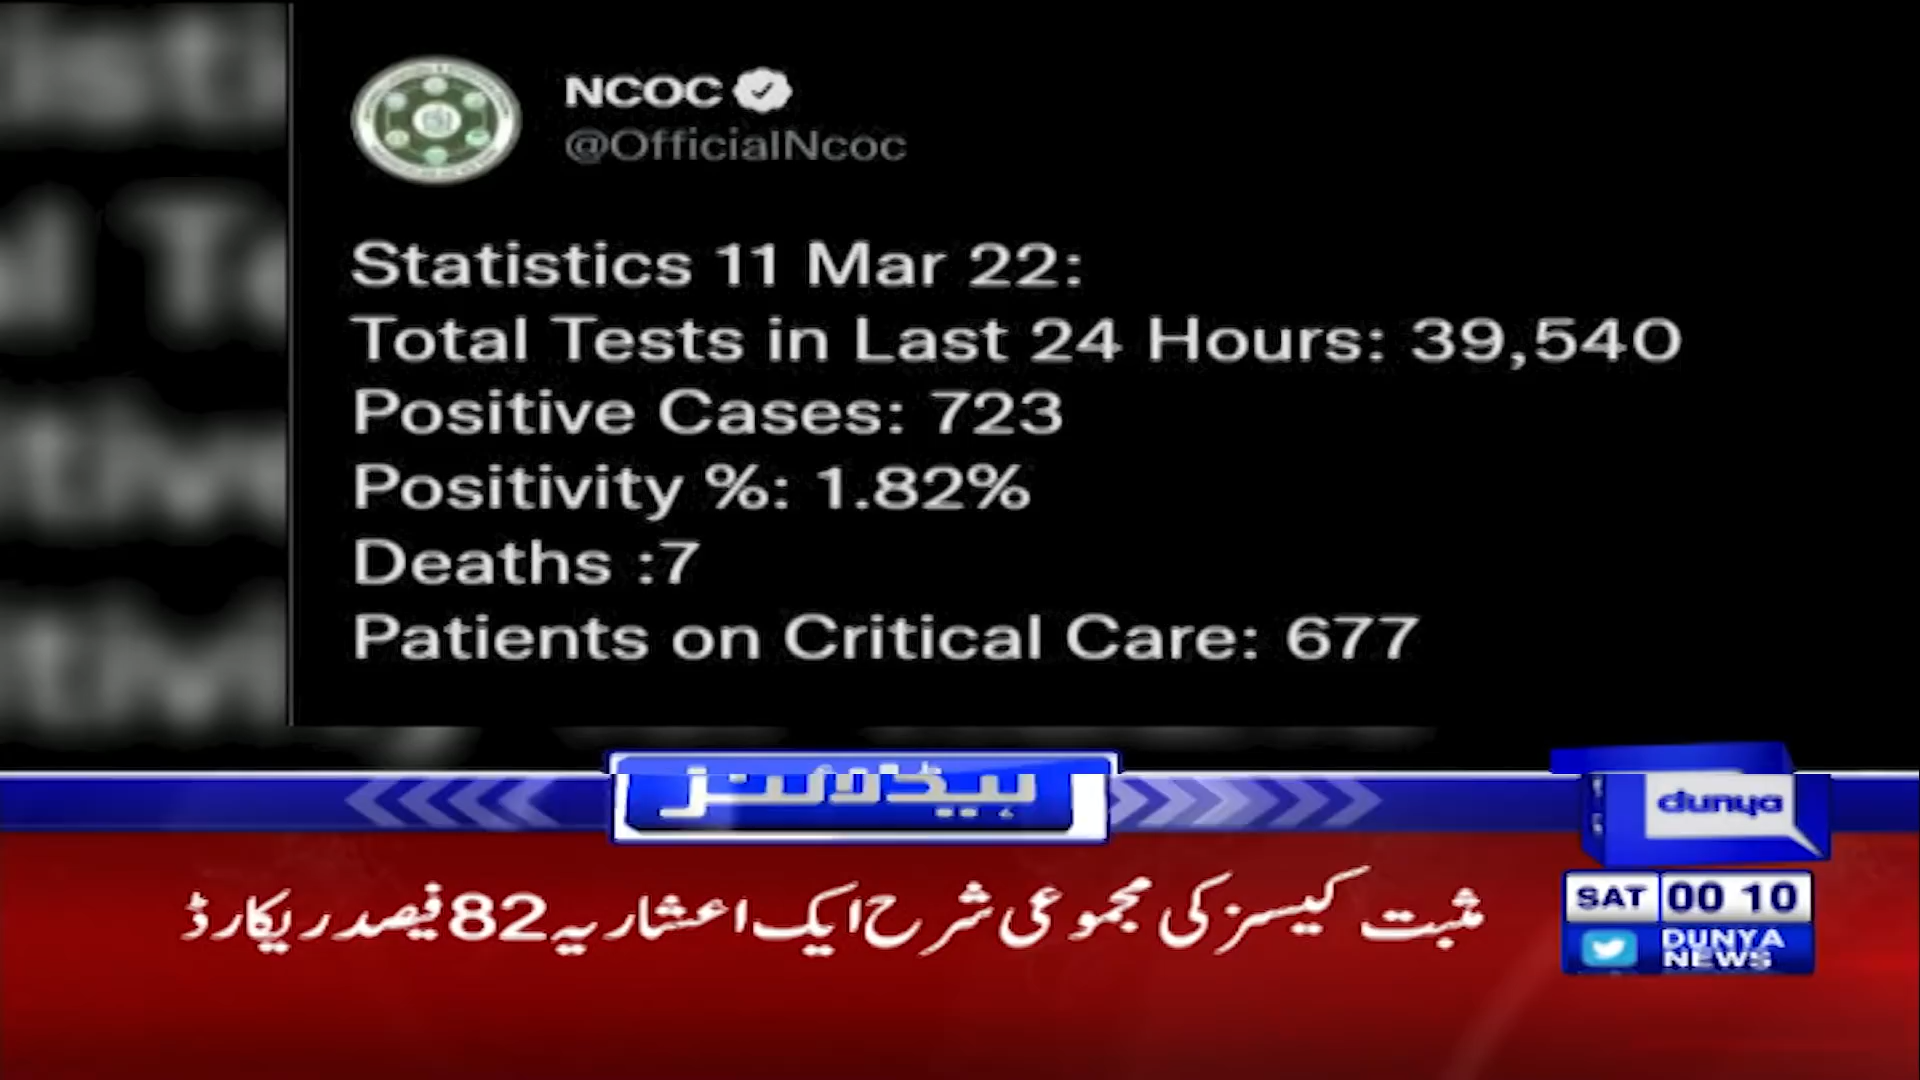 NCOC
@OfficialNcoc
Statistics 11 Mar 22:
Total Tests in Last 24 Hours: 39,540
Positive Cases: 723
Positivity %: 1.82%
Deaths :7
Patients on Critical Care: 677
ہیڈلائنز
dunya
مثبت کیسز کی مجموعی شرح ایک اعشاریہ 82 فیصد ریکارڈ
SAT 00 10
DUNYA
NEWS